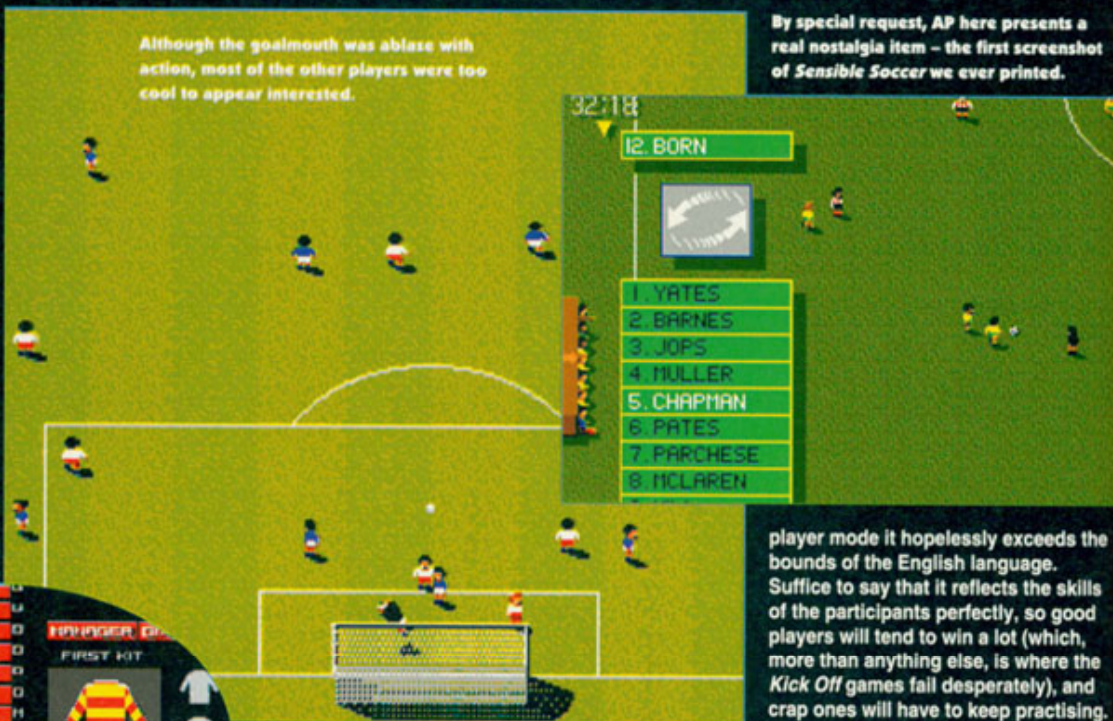 Although the goalmouth was ablaze with
action, most of the other players were too
cool to appear interested.
By special request, AP here presents a
real nostalgia item – the first screenshot
of Sensible Soccer we ever printed.
32:18
12. BORN
1. YATES
2. BARNES
3. JOPS
4. MULLER
5. CHAPMAN
6. PATES
7. PARCHESE
8. MCLAREN
MANAGER
FIRST KIT
player mode it hopelessly exceeds the
bounds of the English language.
Suffice to say that it reflects the skills
of the participants perfectly, so good
players will tend to win a lot (which,
more than anything else, is where the
Kick Off games fail desperately), and
crap ones will have to keep practising.